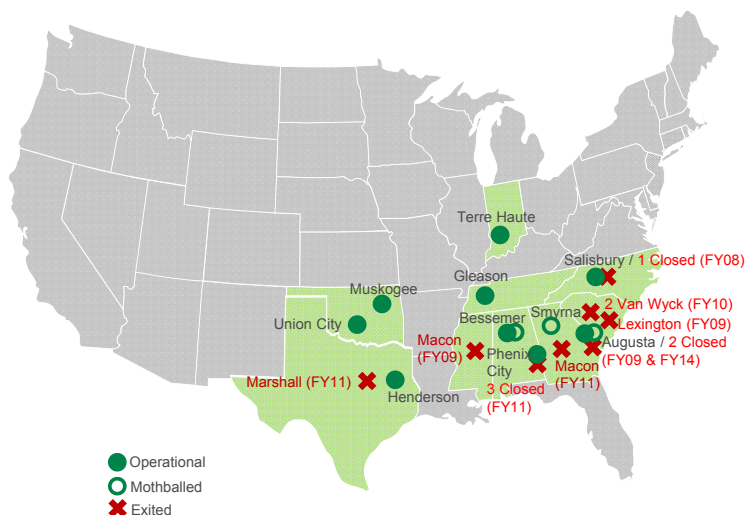 Terre Haute
Salisbury / 1 Closed (FY08)
Gleason
Muskogee
2 Van Wyck (FY10)
Smyrna
Bessemer
Union City
Lexington (FY09)
Macon
(FY09)
Augusta / 2 Closed
(FY09 & FY14)
Phenix
City
Macon
(FY11)
Marshall (FY11)
3 Closed
(FY11)
Henderson
Operational
Mothballed
Exited